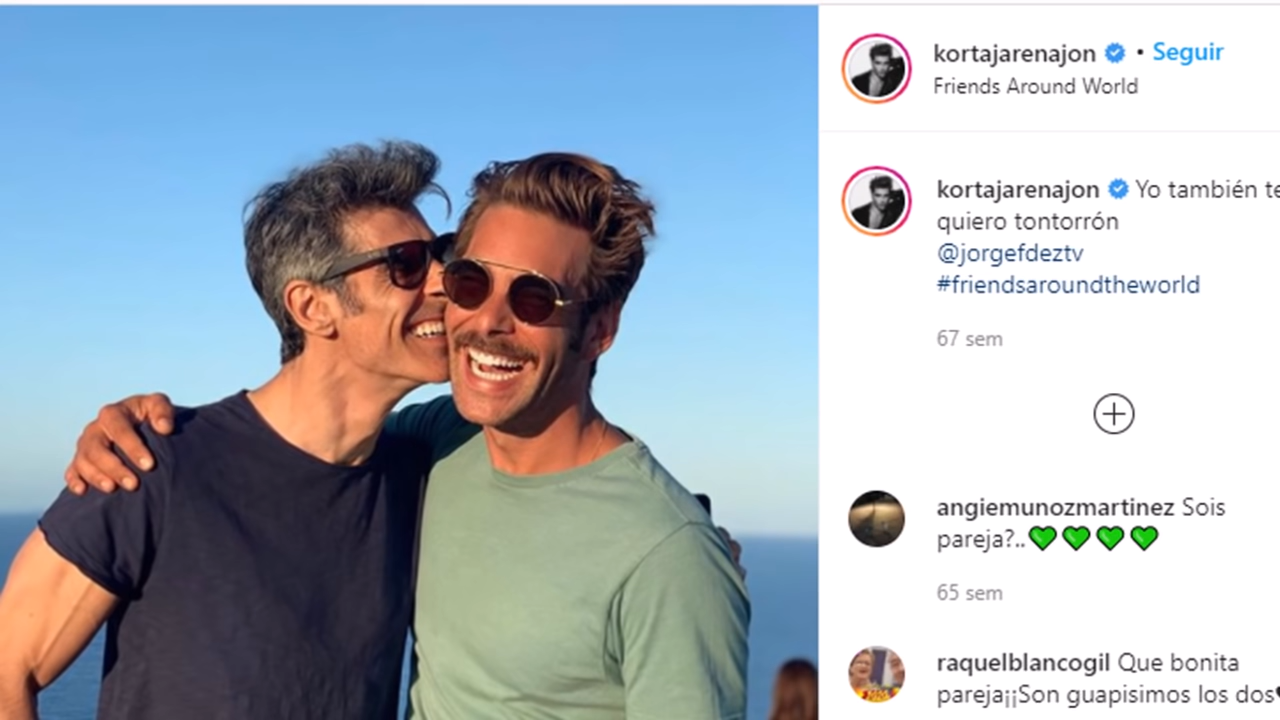 kortajarenajon • Seguir
Friends Around World
kortajarenajon Yo también te
quiero tontorrón
@jorgefdeztv
#friendsaroundtheworld
67 sem
angiemunozmartinez Sois
pareja?..💚💚💚💚
65 sem
raquelblancogil Que bonita
pareja¡¡Son guapisimos los dos